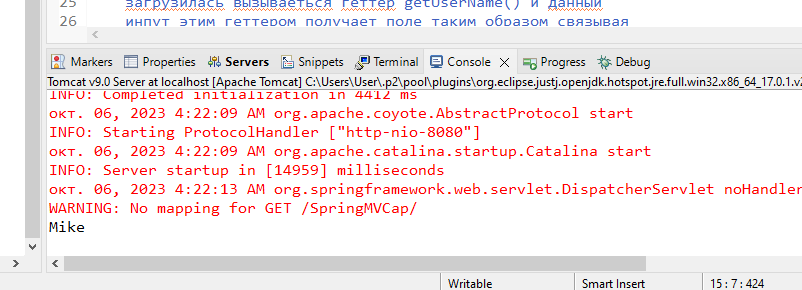 25
загрузилась вызываеться геттер getUserName() и данный
26
инпут этим геттером получает поле таким образом связывая
Markers Properties Servers Snippets Terminal Console Progress Debug
Tomcat v9.0 Server at localhost [Apache Tomcat] C:\Users\User\.p2\pool\plugins\org.eclipse.justj.openjdk.hotspot.jre.full.win32.x86_64_17.0.1.v2
INFO: Completed initialization in 4412 ms
окт. 06, 2023 4:22:09 AM org.apache.coyote.AbstractProtocol start
INFO: Starting ProtocolHandler ["http-nio-8080"]
окт. 06, 2023 4:22:09 AM org.apache.catalina.startup.Catalina start
INFO: Server startup in [14959] milliseconds
окт. 06, 2023 4:22:13 AM org.springframework.web.servlet.DispatcherServlet noHandler
WARNING: No mapping for GET /SpringMVCap/
Mike
Writable Smart Insert 15 : 7 : 424